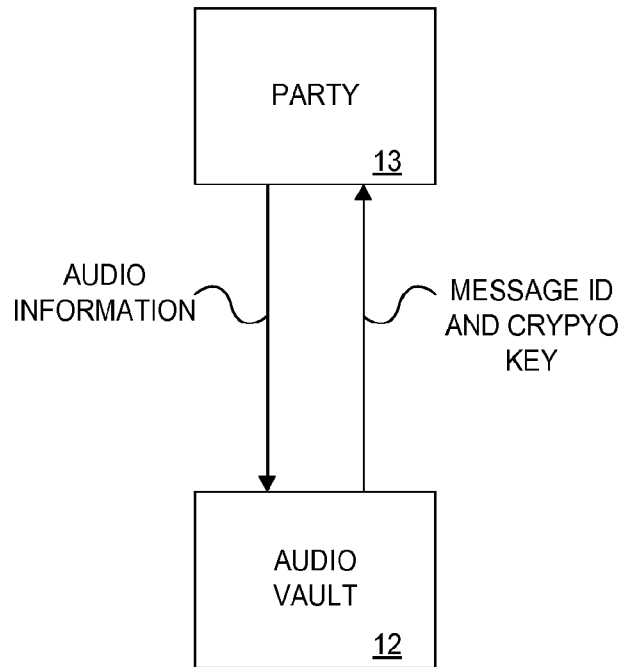 PARTY
13
AUDIO
INFORMATION
MESSAGE ID
AND CRYPYO
KEY
AUDIO
VAULT
12